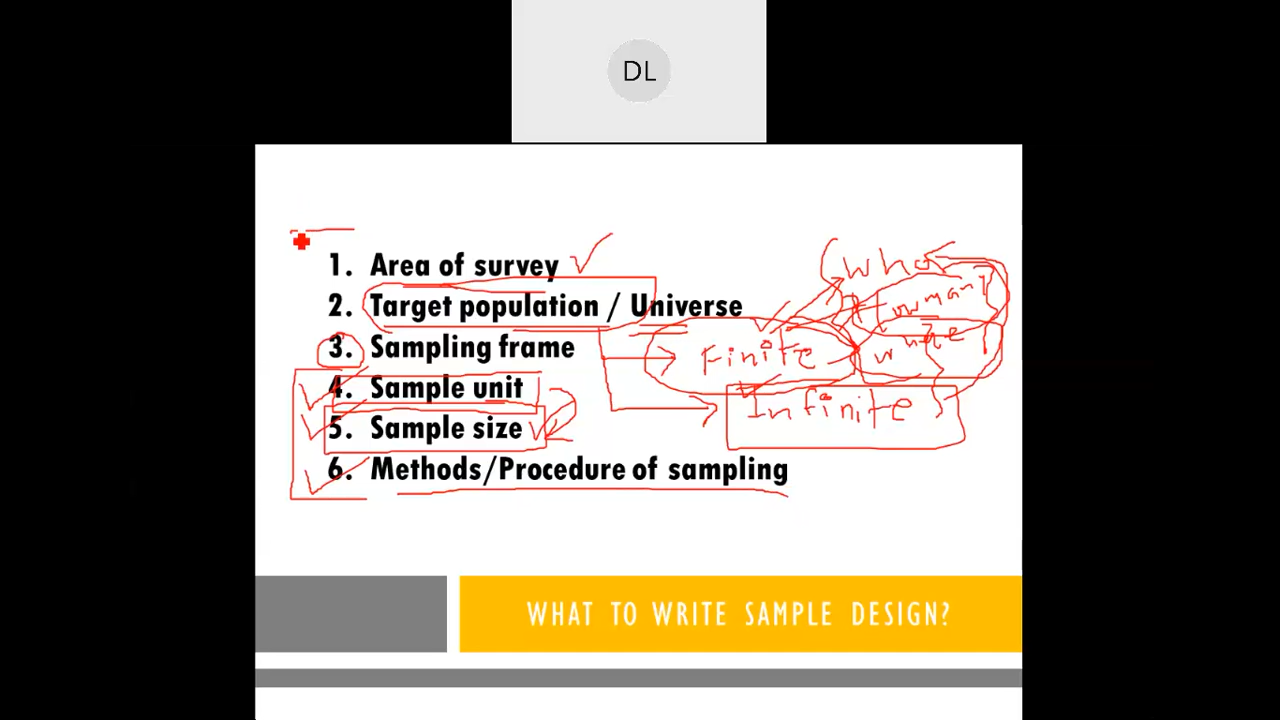 DL
1. Area of survey
2. Target population / Universe
3. Sampling frame
4. Sample unit
5. Sample size
6. Methods/Procedure of sampling
who
Finite
Infinite
WHAT TO WRITE SAMPLE DESIGN?